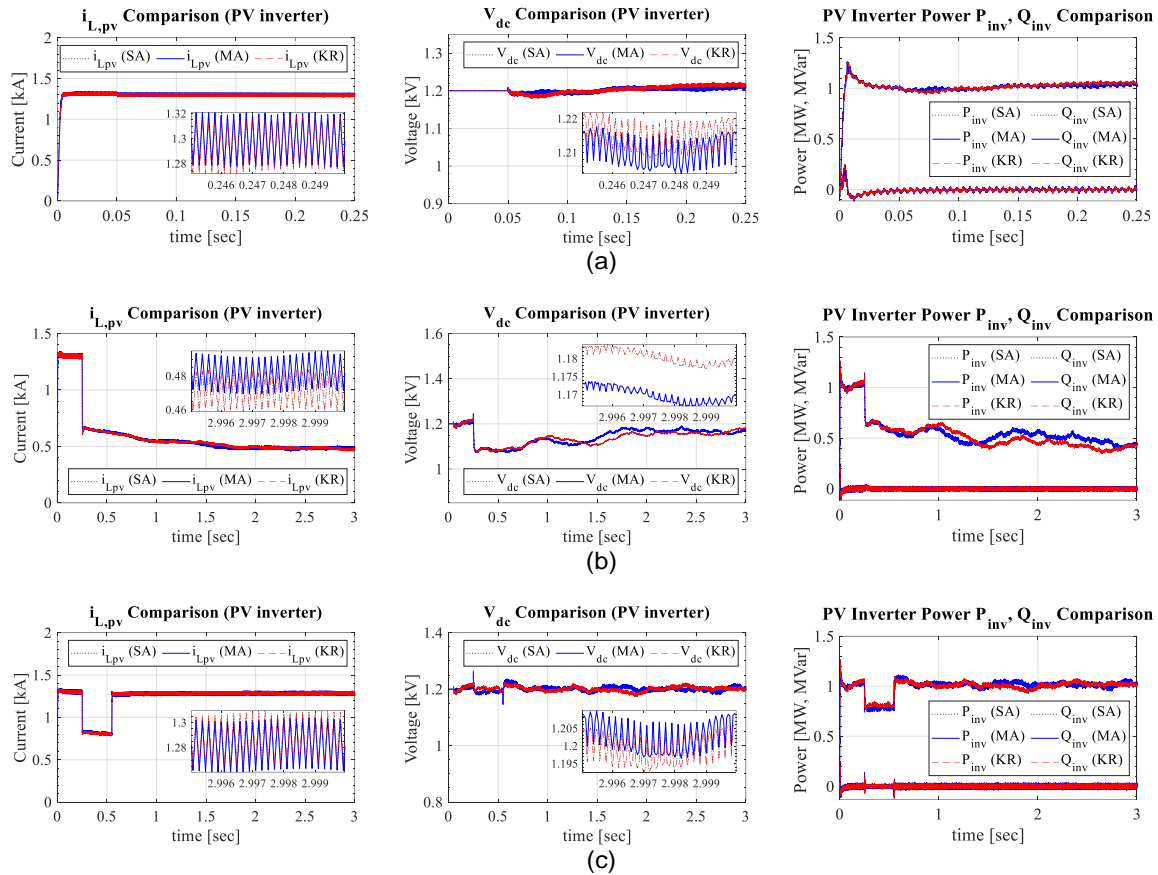 i_L,pv Comparison (PV inverter)
Current [kA]
2
1.5
1
0.5
0
i_Lpv (SA) i_Lpv (MA) i_Lpv (KR)
1.32
1.3
1.28
0.246 0.247 0.248 0.249
0 0.05 0.1 0.15 0.2 0.25
time [sec]
V_dc Comparison (PV inverter)
Voltage [kV]
1.3
1.2
1.1
1
0.9
V_dc (SA) V_dc (MA) V_dc (KR)
1.22
1.21
0.246 0.247 0.248 0.249
0 0.05 0.1 0.15 0.2 0.25
time [sec]
PV Inverter Power P_inv, Q_inv Comparison
Power [MW, MVar]
1.5
1
0.5
0
P_inv (SA) Q_inv (SA)
P_inv (MA) Q_inv (MA)
P_inv (KR) Q_inv (KR)
0 0.05 0.1 0.15 0.2 0.25
time [sec]
(a)
i_L,pv Comparison (PV inverter)
Current [kA]
1.5
1
0.5
0
0.48
0.46
2.996 2.997 2.998 2.999
i_Lpv (SA) i_Lpv (MA) i_Lpv (KR)
0 0.5 1 1.5 2 2.5 3
time [sec]
V_dc Comparison (PV inverter)
Voltage [kV]
1.6
1.4
1.2
1
1.18
1.175
1.17
2.996 2.997 2.998 2.999
V_dc (SA) V_dc (MA) V_dc (KR)
0 0.5 1 1.5 2 2.5 3
time [sec]
PV Inverter Power P_inv, Q_inv Comparison
Power [MW, MVar]
1.5
1
0.5
0
P_inv (SA) Q_inv (SA)
P_inv (MA) Q_inv (MA)
P_inv (KR) Q_inv (KR)
0 1 2 3
time [sec]
(b)
i_L,pv Comparison (PV inverter)
Current [kA]
2
1.5
1
0.5
0
i_Lpv (SA) i_Lpv (MA) i_Lpv (KR)
1.3
1.28
2.996 2.997 2.998 2.999
0 0.5 1 1.5 2 2.5 3
time [sec]
V_dc Comparison (PV inverter)
Voltage [kV]
1.4
1.2
1
0.8
V_dc (SA) V_dc (MA) V_dc (KR)
1.205
1.2
1.195
2.996 2.997 2.998 2.999
0 0.5 1 1.5 2 2.5 3
time [sec]
PV Inverter Power P_inv, Q_inv Comparison
Power [MW, MVar]
1.5
1
0.5
0
P_inv (SA) Q_inv (SA)
P_inv (MA) Q_inv (MA)
P_inv (KR) Q_inv (KR)
0 1 2 3
time [sec]
(c)